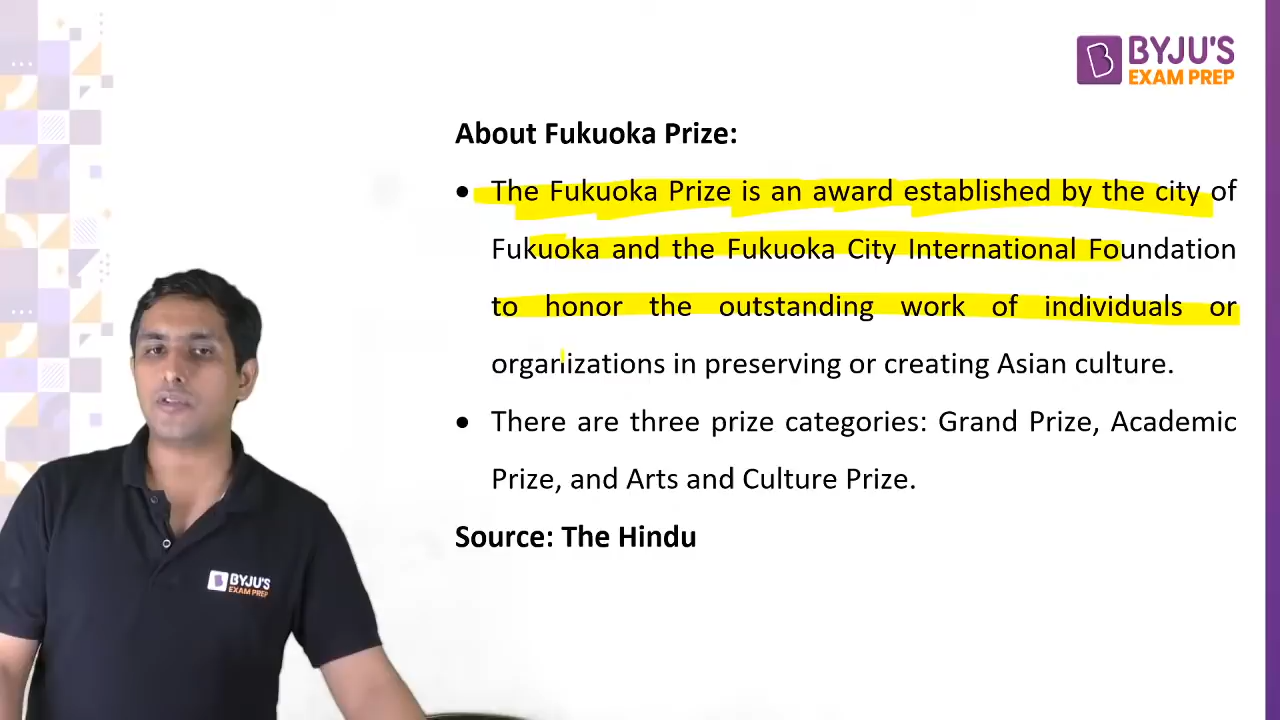 BYJU'S
EXAM PREP
About Fukuoka Prize:
• The Fukuoka Prize is an award established by the city of
Fukuoka and the Fukuoka City International Foundation
to honor the outstanding work of individuals or
organizations in preserving or creating Asian culture.
• There are three prize categories: Grand Prize, Academic
Prize, and Arts and Culture Prize.
Source: The Hindu
BYJU'S
EXAM PREP